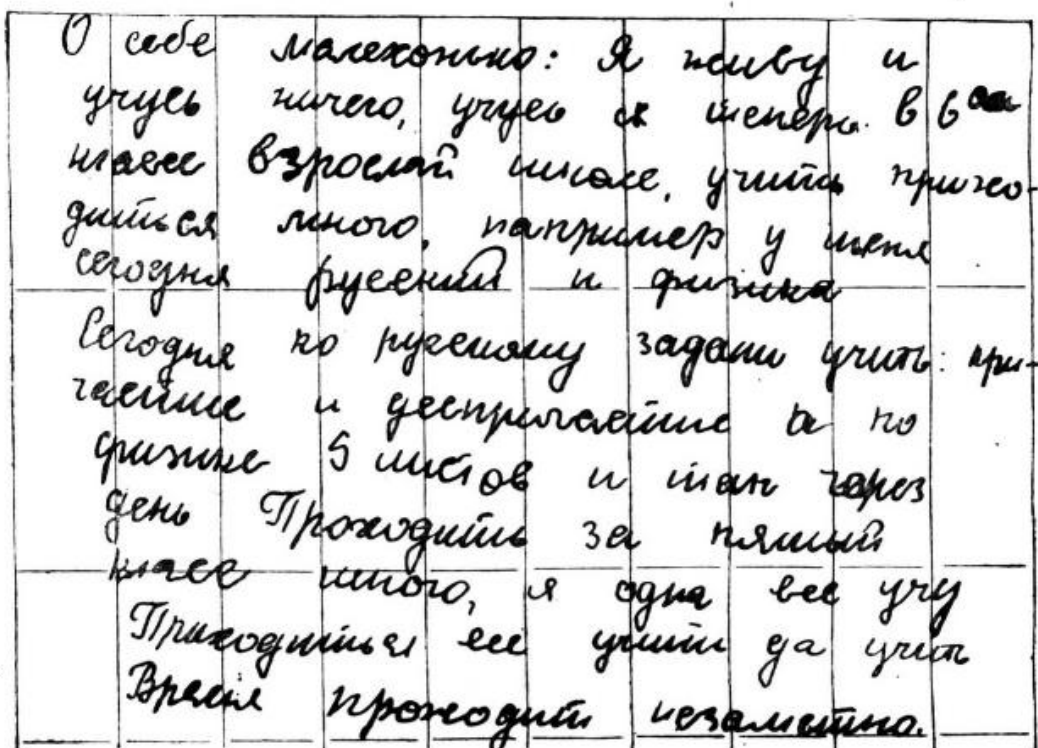 О себе малехонько: Я живу и
учусь ничего, учусь я теперь в 6ом
классе взрослой школе, учить прихо-
диться много, например у меня
сегодня русский и физика
Сегодня по русскому задали учить: при-
частие и деепричастие а по
физике 5 листов и так через
день Проходить за пятый
класс много, я одна все учу
Приходиться все учить да учить
Время проходит незаметно.